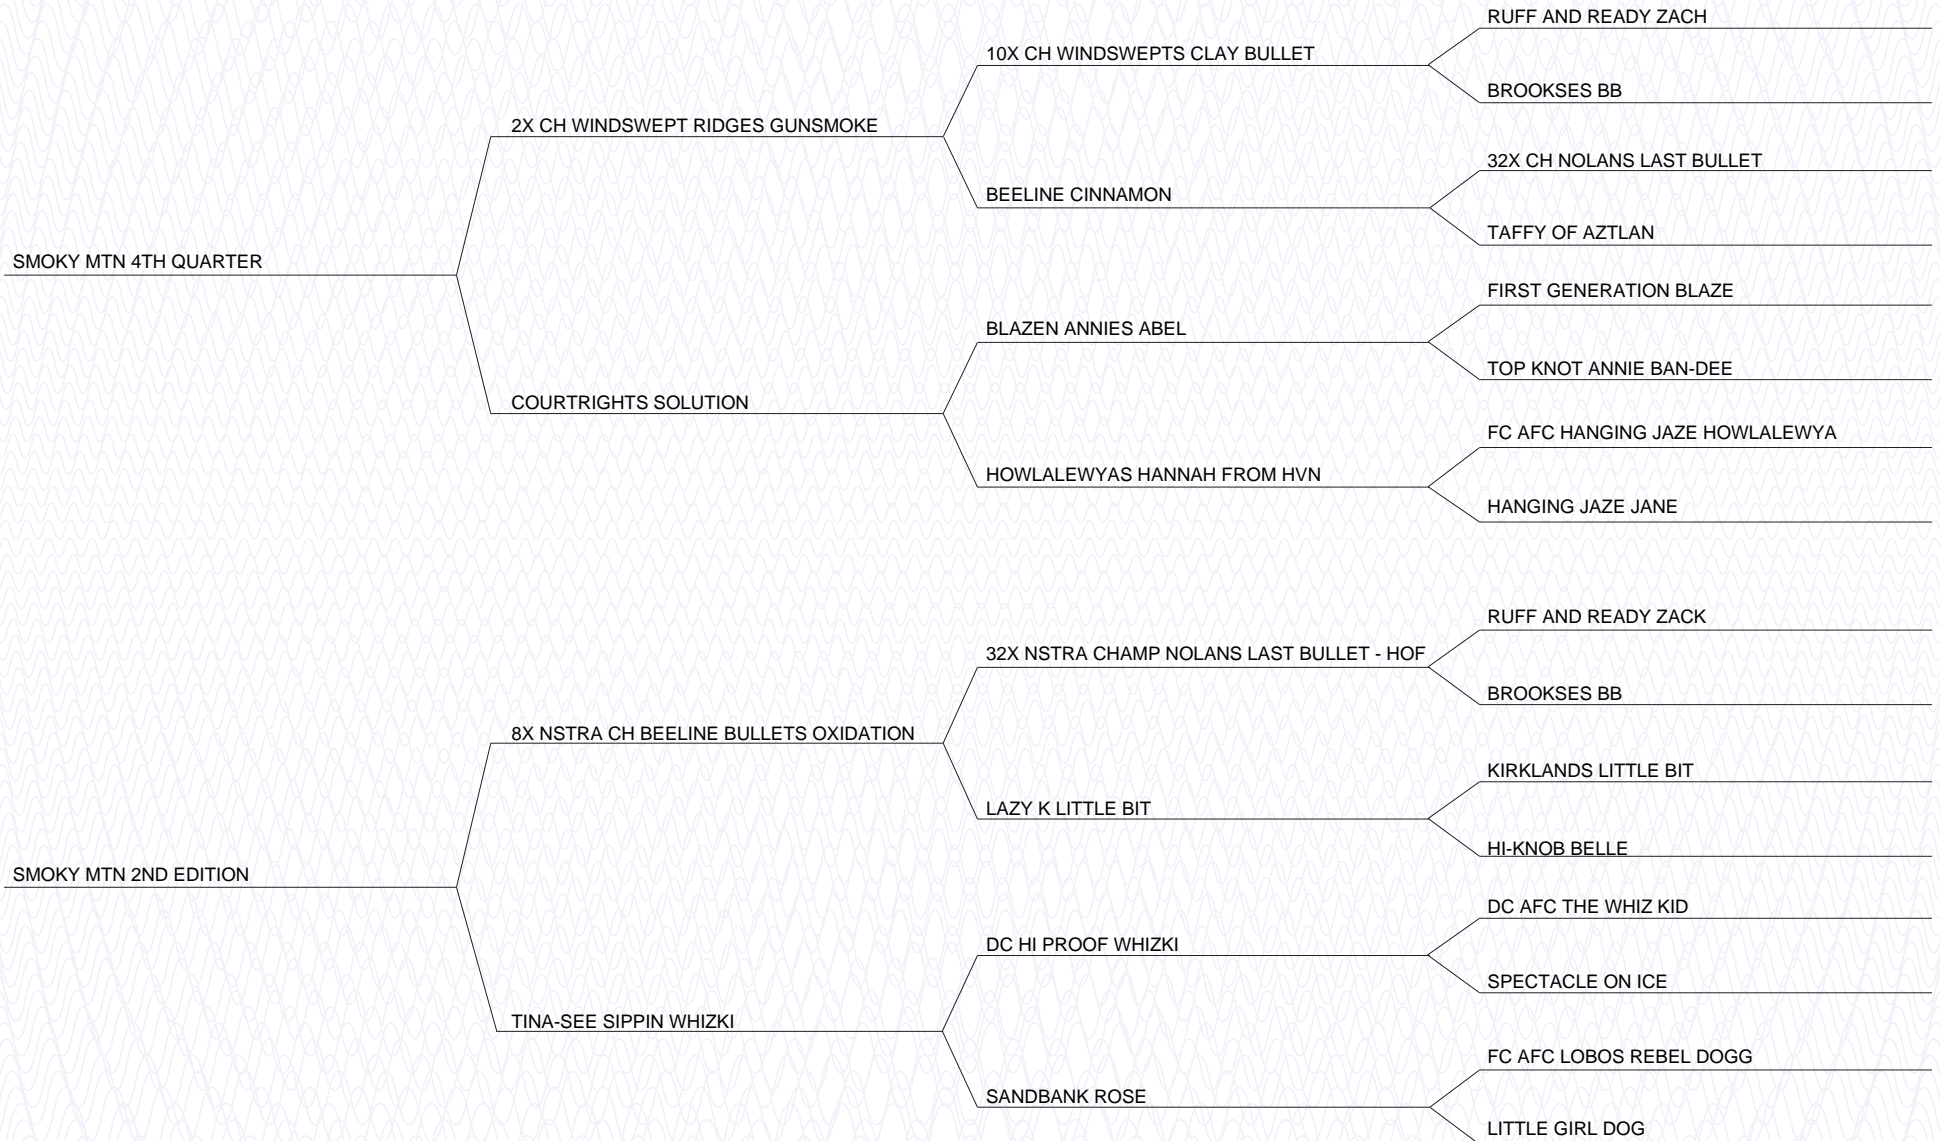 RUFF AND READY ZACH
10X CH WINDSWEPTS CLAY BULLET
BROOKSES BB
2X CH WINDSWEPT RIDGES GUNSMOKE
32X CH NOLANS LAST BULLET
BEELINE CINNAMON
TAFFY OF AZTLAN
SMOKY MTN 4TH QUARTER
FIRST GENERATION BLAZE
BLAZEN ANNIES ABEL
TOP KNOT ANNIE BAN-DEE
COURTRIGHTS SOLUTION
FC AFC HANGING JAZE HOWLALEWYA
HOWLALEWYAS HANNAH FROM HVN
HANGING JAZE JANE
RUFF AND READY ZACK
32X NSTRA CHAMP NOLANS LAST BULLET - HOF
BROOKSES BB
8X NSTRA CH BEELINE BULLETS OXIDATION
KIRKLANDS LITTLE BIT
LAZY K LITTLE BIT
HI-KNOB BELLE
SMOKY MTN 2ND EDITION
DC AFC THE WHIZ KID
DC HI PROOF WHIZKI
SPECTACLE ON ICE
TINA-SEE SIPPIN WHIZKI
FC AFC LOBOS REBEL DOGG
SANDBANK ROSE
LITTLE GIRL DOG